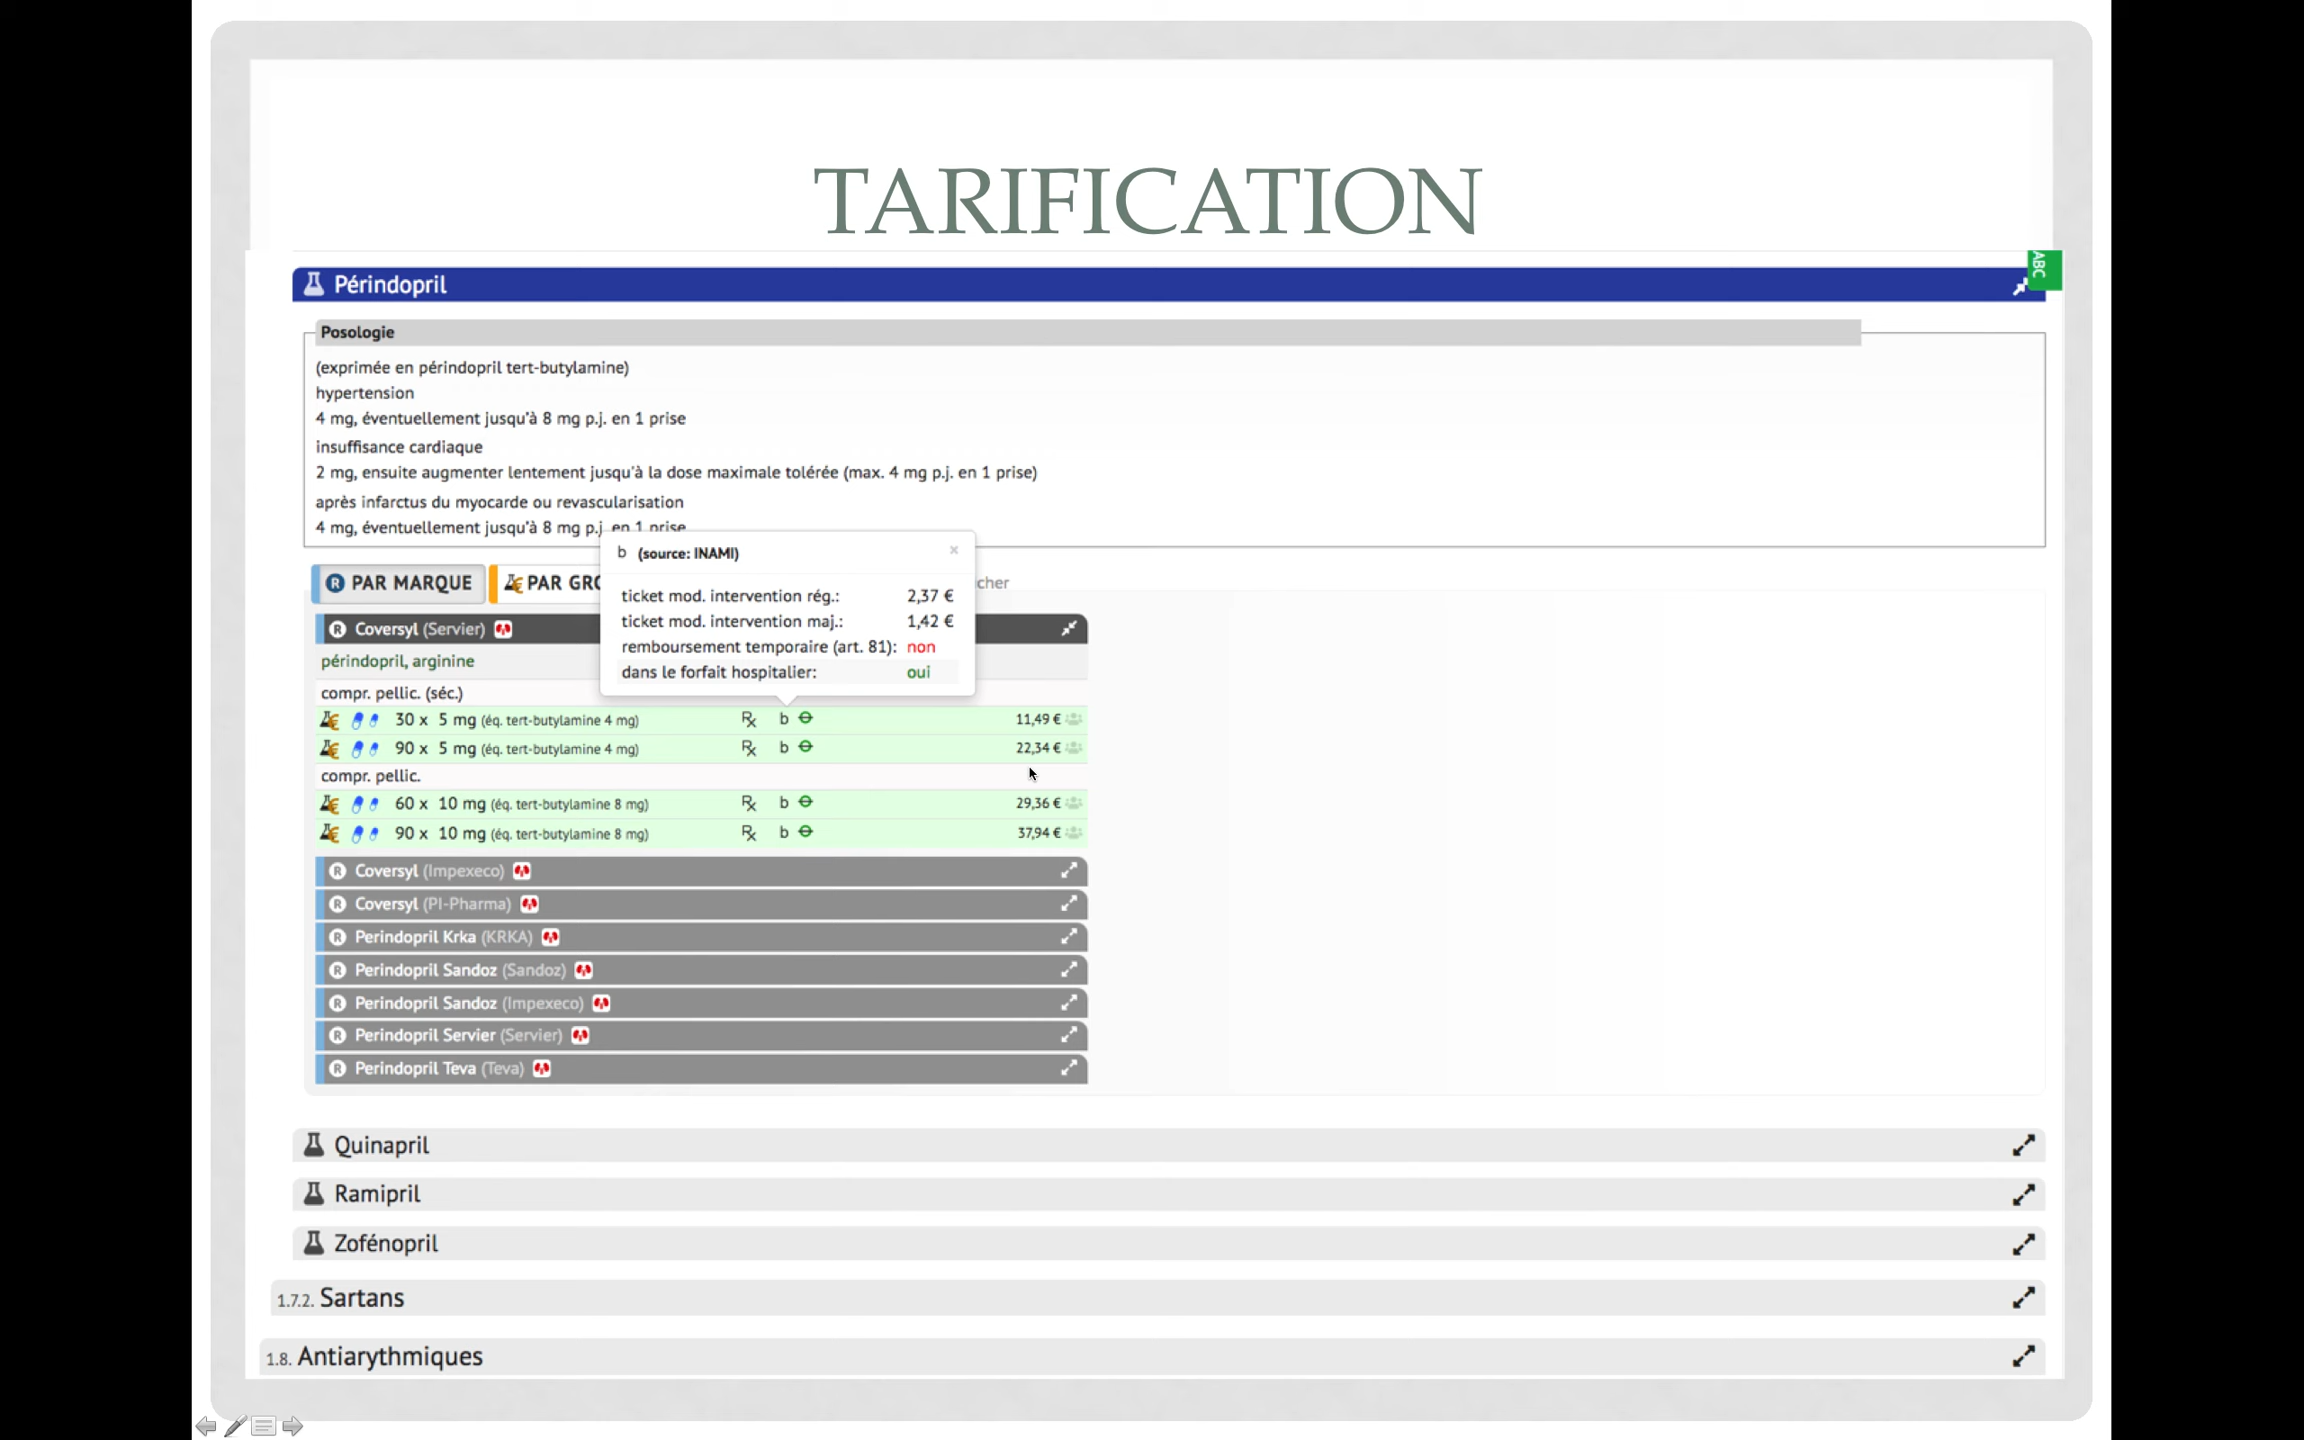 TARIFICATION
ABC
Périndopril
Posologie
(exprimée en périndopril tert-butylamine)
hypertension
4 mg, éventuellement jusqu'à 8 mg p.j. en 1 prise
insuffisance cardiaque
2 mg, ensuite augmenter lentement jusqu'à la dose maximale tolérée (max. 4 mg p.j. en 1 prise)
après infarctus du myocarde ou revascularisation
4 mg, éventuellement jusqu'à 8 mg p.j. en 1 prise
b (source: INAMI) ×
ticket mod. intervention rég.: 2,37 €
ticket mod. intervention maj.: 1,42 €
remboursement temporaire (art. 81): non
dans le forfait hospitalier: oui
R PAR MARQUE PAR GRO cher
R Coversyl (Servier)
périndopril, arginine
compr. pellic. (séc.)
30 x 5 mg (éq. tert-butylamine 4 mg) Rx b 11,49 €
90 x 5 mg (éq. tert-butylamine 4 mg) Rx b 22,34 €
compr. pellic.
60 x 10 mg (éq. tert-butylamine 8 mg) Rx b 29,36 €
90 x 10 mg (éq. tert-butylamine 8 mg) Rx b 37,94 €
R Coversyl (Impexeco)
R Coversyl (PI-Pharma)
R Perindopril Krka (KRKA)
R Perindopril Sandoz (Sandoz)
R Perindopril Sandoz (Impexeco)
R Perindopril Servier (Servier)
R Perindopril Teva (Teva)
Quinapril
Ramipril
Zofénopril
1.7.2. Sartans
1.8. Antiarythmiques